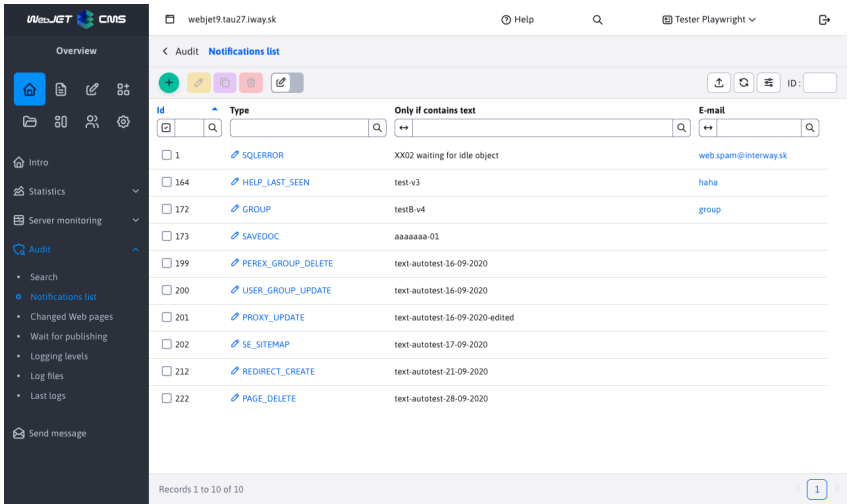 WebJET CMS
webjet9.tau27.iway.sk
Help
Tester Playwright
Overview
Audit Notifications list
ID:
Id Type Only if contains text E-mail
1 SQLERROR XX02 waiting for idle object web.spam@interway.sk
164 HELP_LAST_SEEN test-v3 haha
172 GROUP testB-v4 group
173 SAVEDOC aaaaaaa-01
199 PEREX_GROUP_DELETE text-autotest-16-09-2020
200 USER_GROUP_UPDATE text-autotest-16-09-2020
201 PROXY_UPDATE text-autotest-16-09-2020-edited
202 SE_SITEMAP text-autotest-17-09-2020
212 REDIRECT_CREATE text-autotest-21-09-2020
222 PAGE_DELETE text-autotest-28-09-2020
Intro
Statistics
Server monitoring
Audit
Search
Notifications list
Changed Web pages
Wait for publishing
Logging levels
Log files
Last logs
Send message
Records 1 to 10 of 10
1